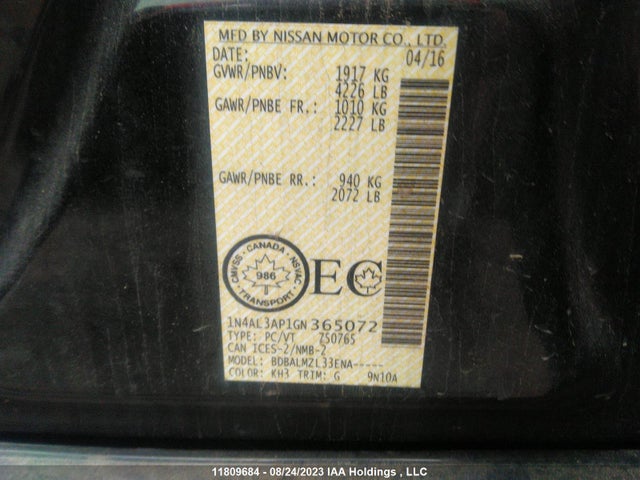 MFD BY NISSAN MOTOR CO., LTD.
DATE: 04/16
GVWR/PNBV: 1917 KG
4226 LB
GAWR/PNBE FR.: 1010 KG
2227 LB
GAWR/PNBE RR.: 940 KG
2072 LB
CMVSS · CANADA · NSVAC
986
TRANSPORT
EC
1N4AL3AP1GN365072
TYPE: PC/VT 750765
CAN ICES-2/NMB-2
MODEL: BDBALMZL33ENA-----
COLOR: KH3 TRIM: G 9N10A
11809684 - 08/24/2023 IAA Holdings , LLC